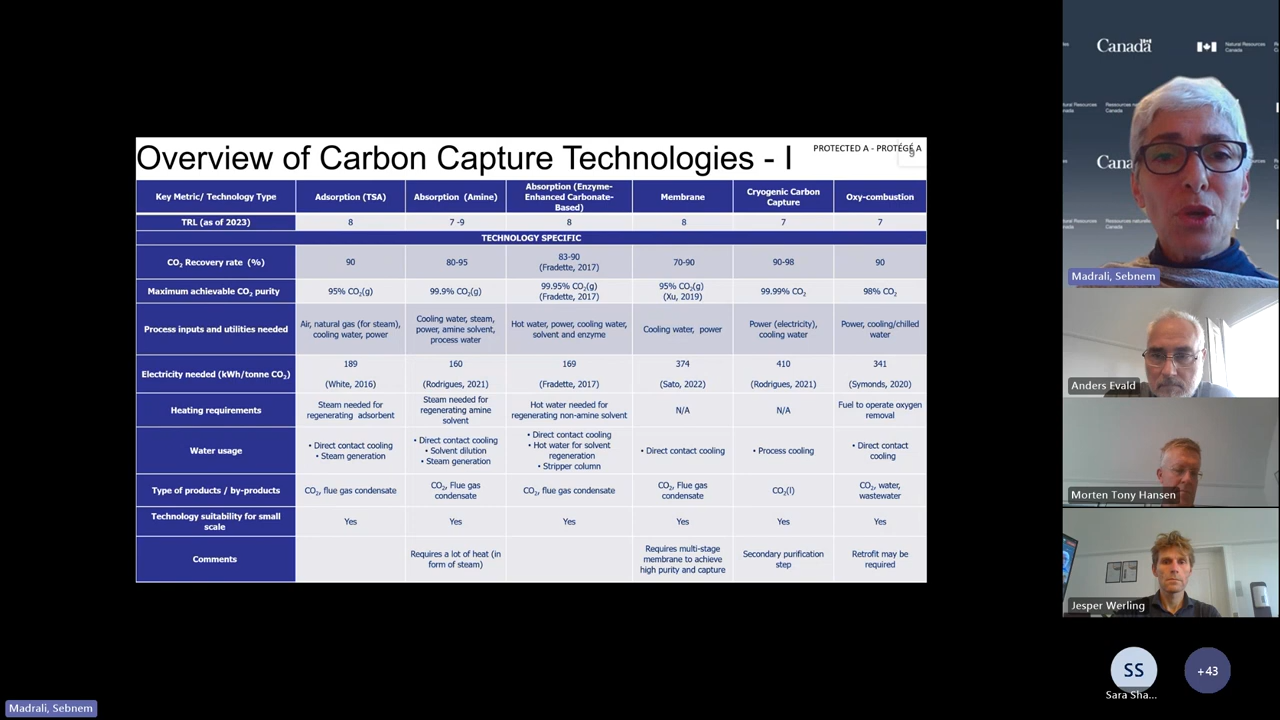 Overview of Carbon Capture Technologies - I
PROTECTED A - PROTÉGÉ A
9
Key Metric/ Technology Type
Adsorption (TSA)
Absorption (Amine)
Absorption (Enzyme-
Enhanced Carbonate-
Based)
Membrane
Cryogenic Carbon
Capture
Oxy-combustion
TRL (as of 2023)
8
7 -9
8
8
7
7
TECHNOLOGY SPECIFIC
CO₂ Recovery rate (%)
90
80-95
83-90
(Fradette, 2017)
70-90
90-98
90
Maximum achievable CO₂ purity
95% CO₂(g)
99.9% CO₂(g)
99.95% CO₂(g)
(Fradette, 2017)
95% CO₂(g)
(Xu, 2019)
99.99% CO₂
98% CO₂
Process inputs and utilities needed
Air, natural gas (for steam),
cooling water, power
Cooling water, steam,
power, amine solvent,
process water
Hot water, power, cooling water,
solvent and enzyme
Cooling water, power
Power (electricity),
cooling water
Power, cooling/chilled
water
Electricity needed (kWh/tonne CO₂)
189
(White, 2016)
160
(Rodrigues, 2021)
169
(Fradette, 2017)
374
(Sato, 2022)
410
(Rodrigues, 2021)
341
(Symonds, 2020)
Heating requirements
Steam needed for
regenerating adsorbent
Steam needed for
regenerating amine
solvent
Hot water needed for
regenerating non-amine solvent
N/A
N/A
Fuel to operate oxygen
removal
Water usage
• Direct contact cooling
• Steam generation
• Direct contact cooling
• Solvent dilution
• Steam generation
• Direct contact cooling
• Hot water for solvent
regeneration
• Stripper column
• Direct contact cooling
• Process cooling
• Direct contact
cooling
Type of products / by-products
CO₂, flue gas condensate
CO₂, Flue gas
condensate
CO₂, flue gas condensate
CO₂, Flue gas
condensate
CO₂(l)
CO₂, water,
wastewater
Technology suitability for small
scale
Yes
Yes
Yes
Yes
Yes
Yes
Comments
Requires a lot of heat (in
form of steam)
Requires multi-stage
membrane to achieve
high purity and capture
Secondary purification
step
Retrofit may be
required
Canada
Natural Resources
Canada
Canada
Madrali, Sebnem
Anders Evald
Morten Tony Hansen
Jesper Werling
SS
Sara Sha...
+43
Madrali, Sebnem